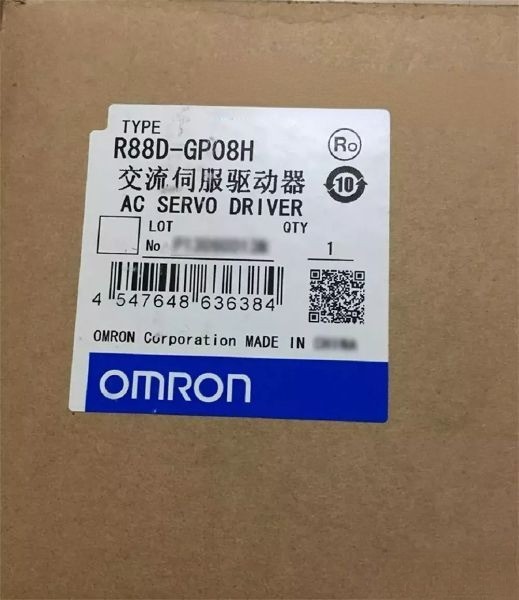 TYPE
R88D-GP08H
Ro
交流伺服驱动器
10
AC SERVO DRIVER
LOT QTY
No 1
4 547648 636384
OMRON Corporation MADE IN
OMRON